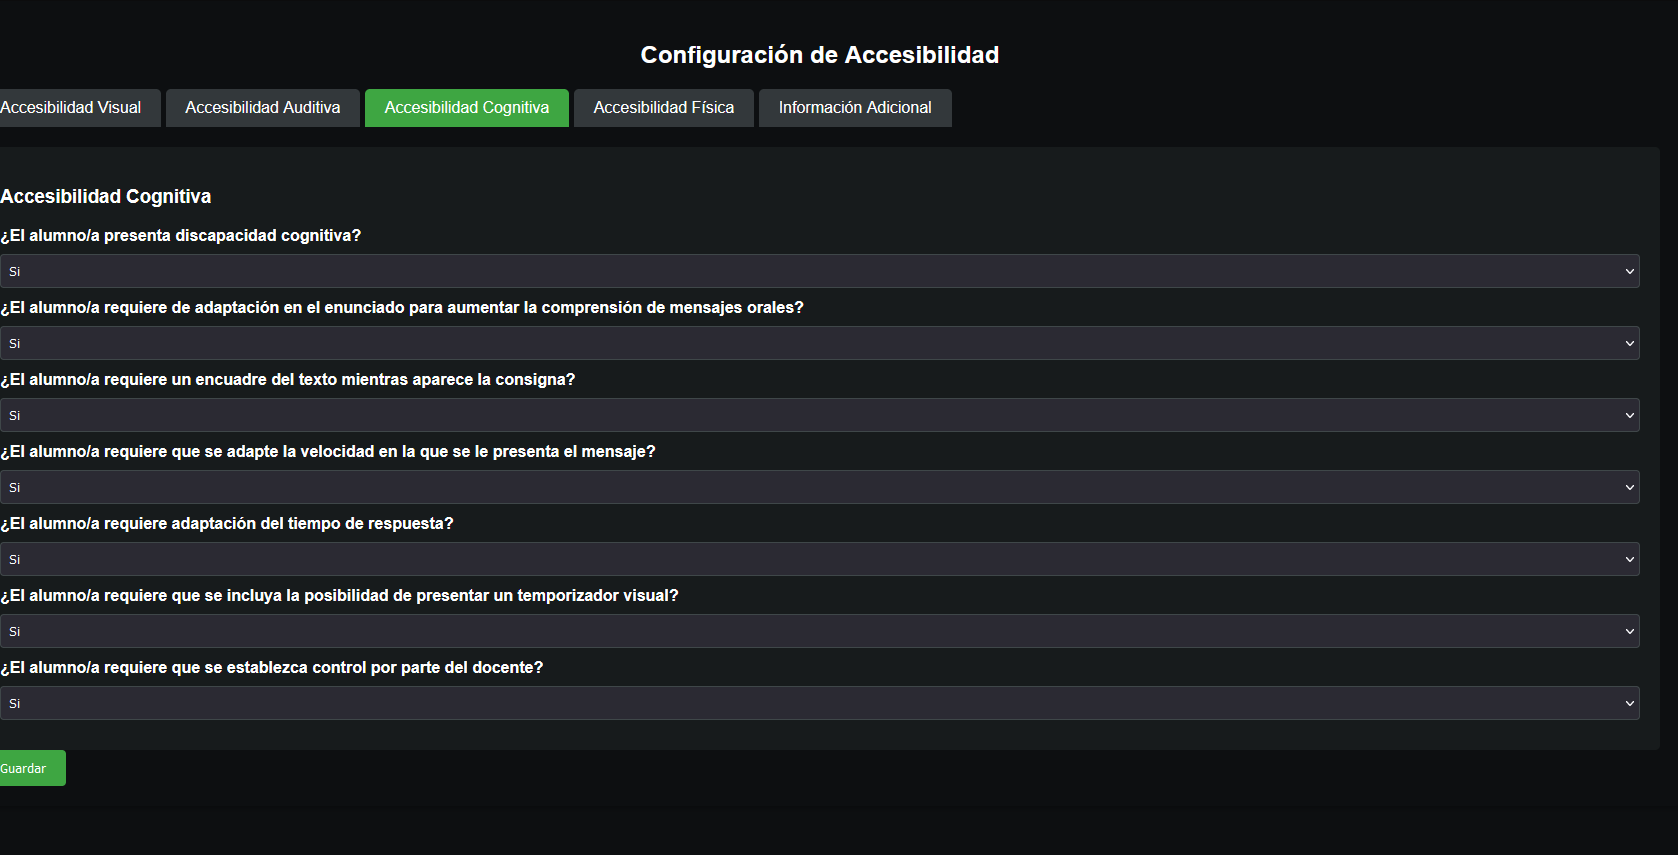 Configuración de Accesibilidad
Accesibilidad Visual
Accesibilidad Auditiva
Accesibilidad Cognitiva
Accesibilidad Física
Información Adicional
Accesibilidad Cognitiva
¿El alumno/a presenta discapacidad cognitiva?
Si
¿El alumno/a requiere de adaptación en el enunciado para aumentar la comprensión de mensajes orales?
Si
¿El alumno/a requiere un encuadre del texto mientras aparece la consigna?
Si
¿El alumno/a requiere que se adapte la velocidad en la que se le presenta el mensaje?
Si
¿El alumno/a requiere adaptación del tiempo de respuesta?
Si
¿El alumno/a requiere que se incluya la posibilidad de presentar un temporizador visual?
Si
¿El alumno/a requiere que se establezca control por parte del docente?
Si
Guardar